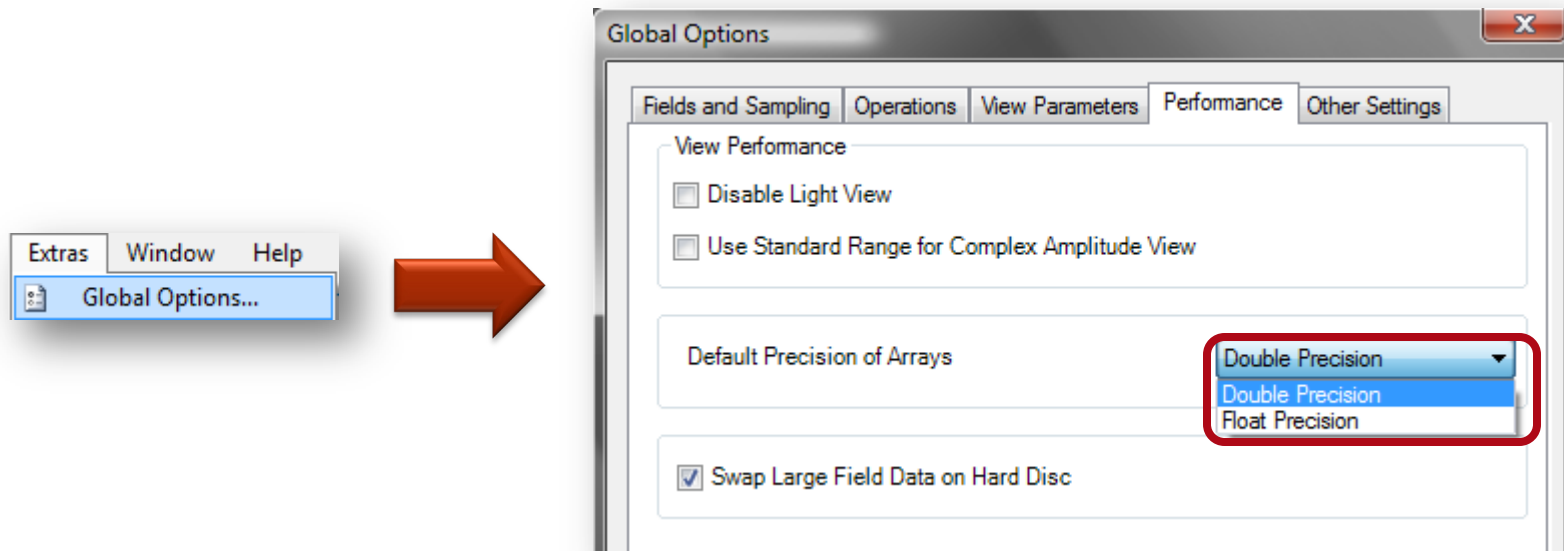 Global Options
Fields and Sampling Operations View Parameters Performance Other Settings
View Performance
Disable Light View
Use Standard Range for Complex Amplitude View
Extras Window Help
Global Options...
Default Precision of Arrays Double Precision
Double Precision
Float Precision
Swap Large Field Data on Hard Disc